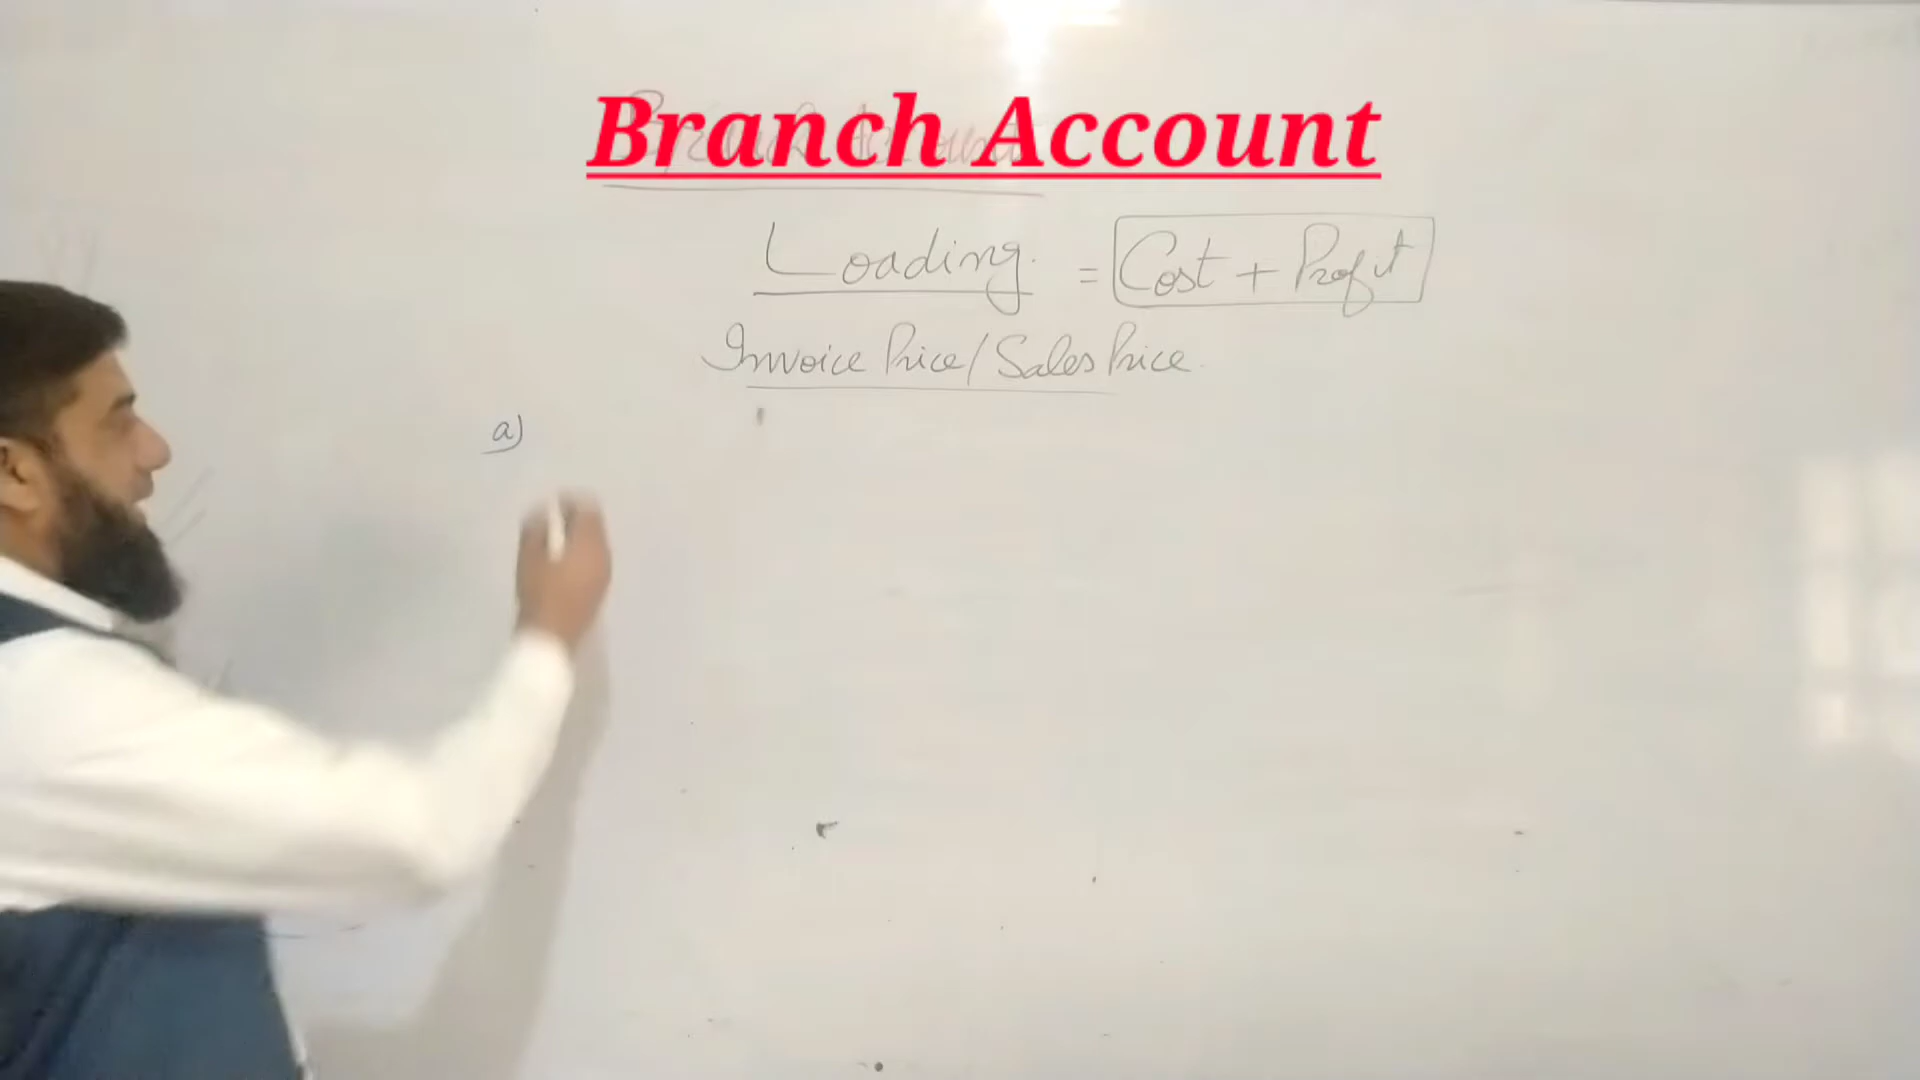 Branch Account
Loading = Cost + Profit
Invoice Price/Sales Price
a)